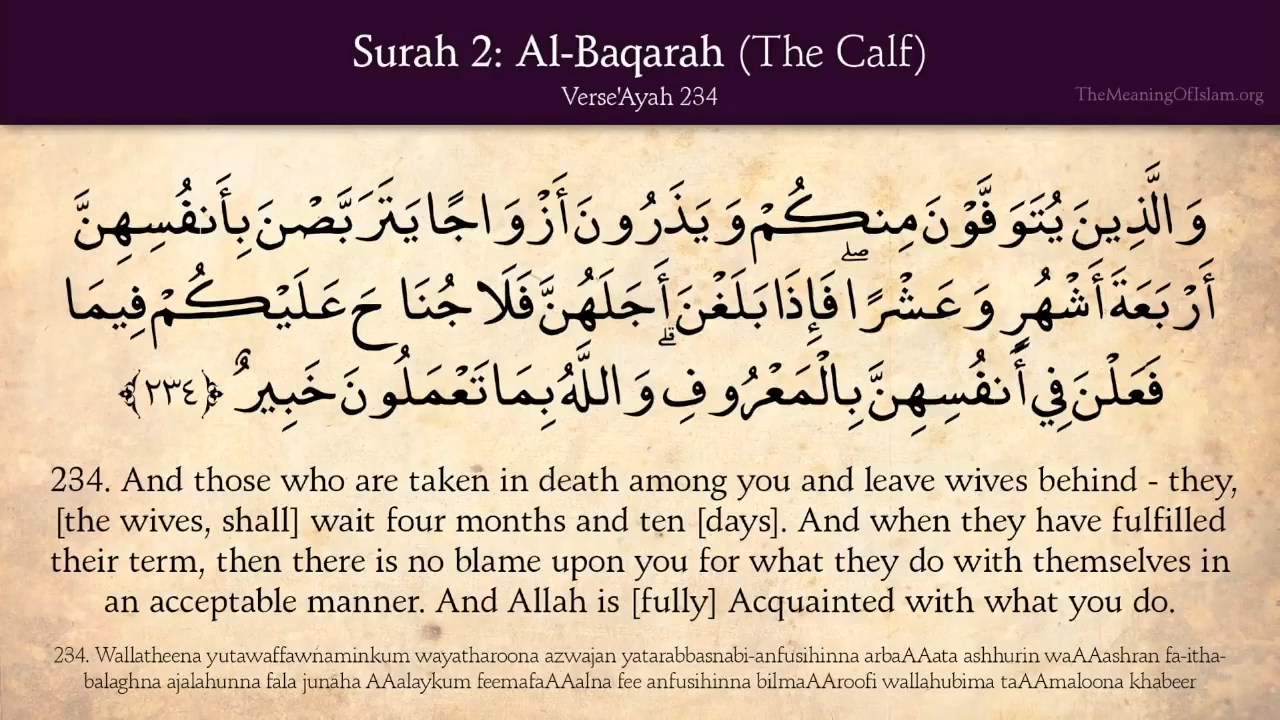 Surah 2: Al-Baqarah (The Calf)
Verse'Ayah 234
TheMeaningOfIslam.org
وَالَّذِينَ يُتَوَفَّوْنَ مِنكُمْ وَيَذَرُونَ أَزْوَاجًا يَتَرَبَّصْنَ بِأَنفُسِهِنَّ
أَرْبَعَةَ أَشْهُرٍ وَعَشْرًا ۖ فَإِذَا بَلَغْنَ أَجَلَهُنَّ فَلَا جُنَاحَ عَلَيْكُمْ فِيمَا
فَعَلْنَ فِي أَنفُسِهِنَّ بِالْمَعْرُوفِ ۗ وَاللَّهُ بِمَا تَعْمَلُونَ خَبِيرٌ ﴿٢٣٤﴾
234. And those who are taken in death among you and leave wives behind - they,
[the wives, shall] wait four months and ten [days]. And when they have fulfilled
their term, then there is no blame upon you for what they do with themselves in
an acceptable manner. And Allah is [fully] Acquainted with what you do.
234. Wallatheena yutawaffawnaminkum wayatharoona azwajan yatarabbasnabi-anfusihinna arbaAAata ashhurin waAAashran fa-itha-
balaghna ajalahunna fala junaha AAalaykum feemafaAAalna fee anfusihinna bilmaAAroofi wallahubima taAAmaloona khabeer